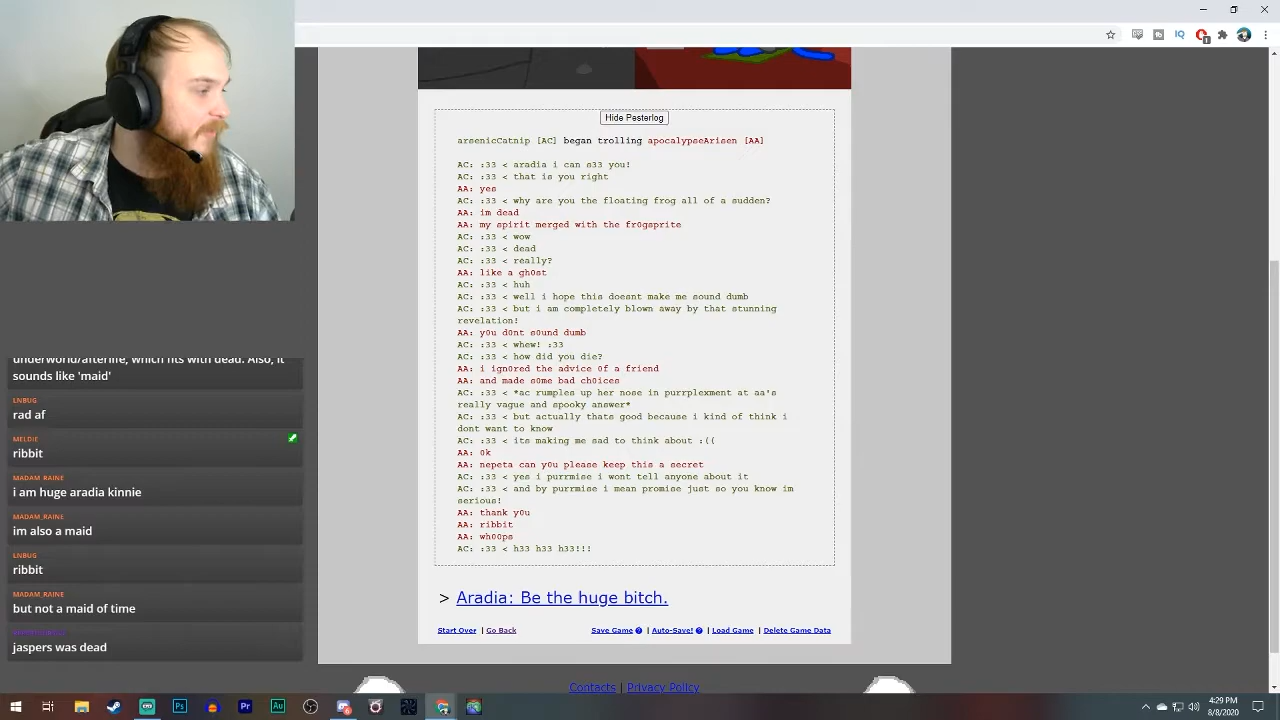 underworld/afterlife, which fits with dead. Also, it
sounds like 'maid'
LNBUG
rad af
MELDIE
ribbit
MADAM_RAINE
i am huge aradia kinnie
MADAM_RAINE
im also a maid
LNBUG
ribbit
MADAM_RAINE
but not a maid of time
jaspers was dead
Hide Pesterlog
arsenicCatnip [AC] began trolling apocalypseArisen [AA]
AC: :33 < aradia i can s33 you!
AC: :33 < that is you right
AA: yes
AC: :33 < why are you the floating frog all of a sudden?
AA: im dead
AA: my spirit merged with the fr0gsprite
AC: :33 < wow
AC: :33 < dead
AC: :33 < really?
AA: like a gh0st
AC: :33 < huh
AC: :33 < well i hope this doesnt make me sound dumb
AC: :33 < but i am completely blown away by that stunning
revelation!
AA: y0u d0nt s0und dumb
AC: :33 < whew! :33
AC: :33 < how did you die?
AA: i ign0red the advice 0f a friend
AA: and made s0me bad ch0ices
AC: :33 < *ac rumples up her nose in purrplexment at aa's
really vague and spooky answer*
AC: :33 < but actually thats good because i kind of think i
dont want to know
AC: :33 < its making me sad to think about :((
AA: 0k
AA: nepeta can y0u please keep this a secret
AC: :33 < yes i purrmise i wont tell anyone about it
AC: :33 < and by purrmise i mean promise just so you know im
serious!
AA: thank y0u
AA: ribbit
AA: wh00ps
AC: :33 < h33 h33 h33!!!
> Aradia: Be the huge bitch.
Start Over | Go Back
Save Game ? | Auto-Save! ? | Load Game | Delete Game Data
Contacts | Privacy Policy
4:29 PM
8/8/2020